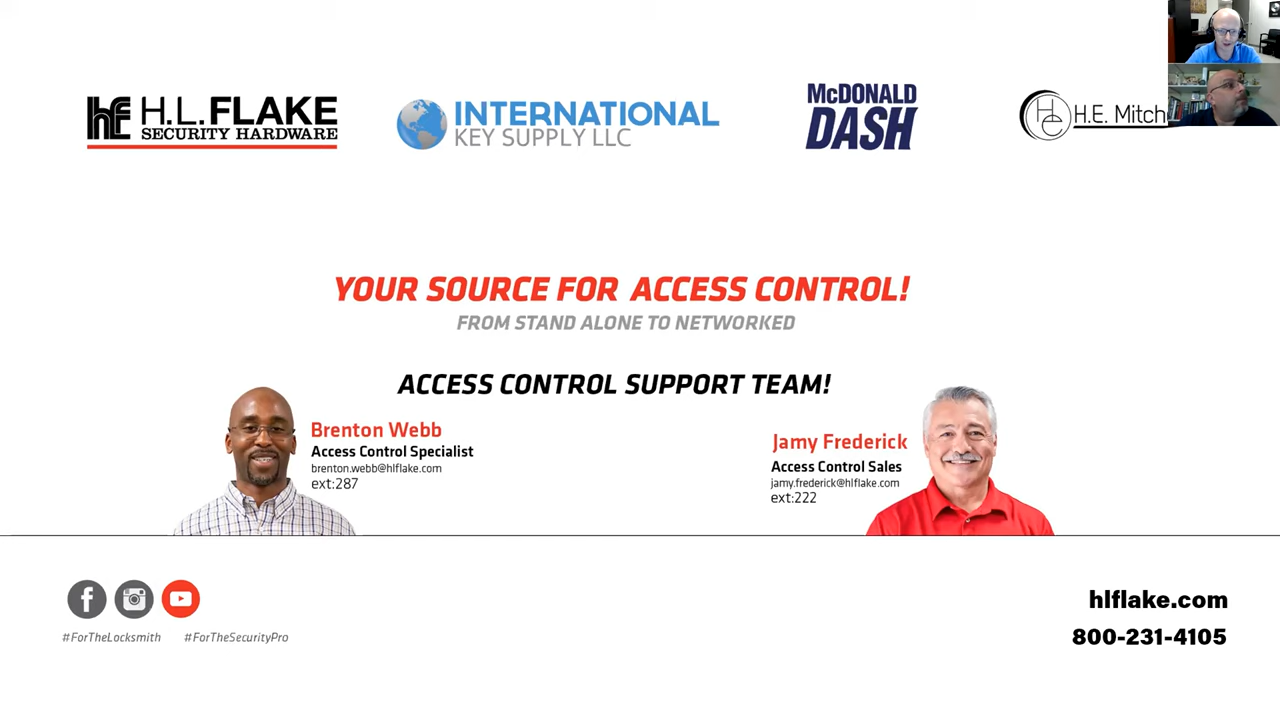 hf H.L.FLAKE
SECURITY HARDWARE
INTERNATIONAL
KEY SUPPLY LLC
McDONALD
DASH
H.E. Mitch
YOUR SOURCE FOR ACCESS CONTROL!
FROM STAND ALONE TO NETWORKED
ACCESS CONTROL SUPPORT TEAM!
Brenton Webb
Access Control Specialist
brenton.webb@hlflake.com
ext:287
Jamy Frederick
Access Control Sales
jamy.frederick@hlflake.com
ext:222
#ForTheLocksmith #ForTheSecurityPro
hlflake.com
800-231-4105